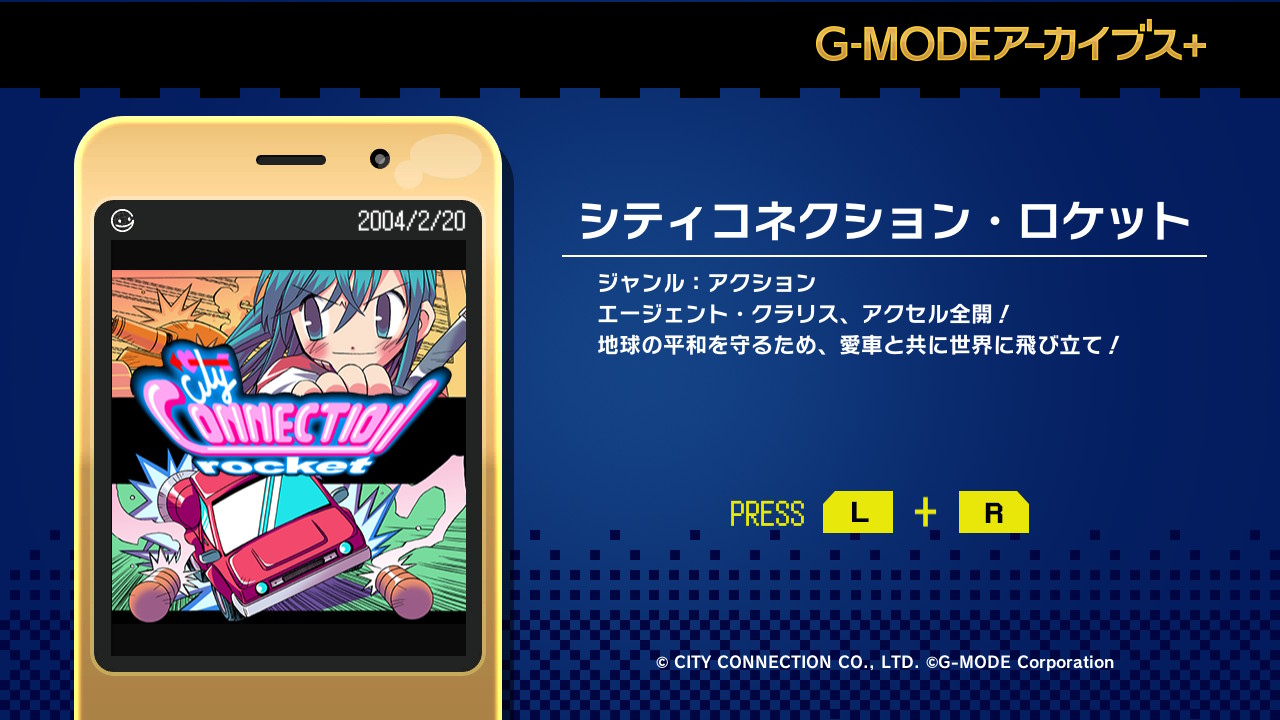 G-MODEアーカイブス+
2004/2/20
City
CONNECTION
rocket
シティコネクション・ロケット
ジャンル：アクション
エージェント・クラリス、アクセル全開！
地球の平和を守るため、愛車と共に世界に飛び立て！
PRESS L + R
© CITY CONNECTION CO., LTD. ©G-MODE Corporation